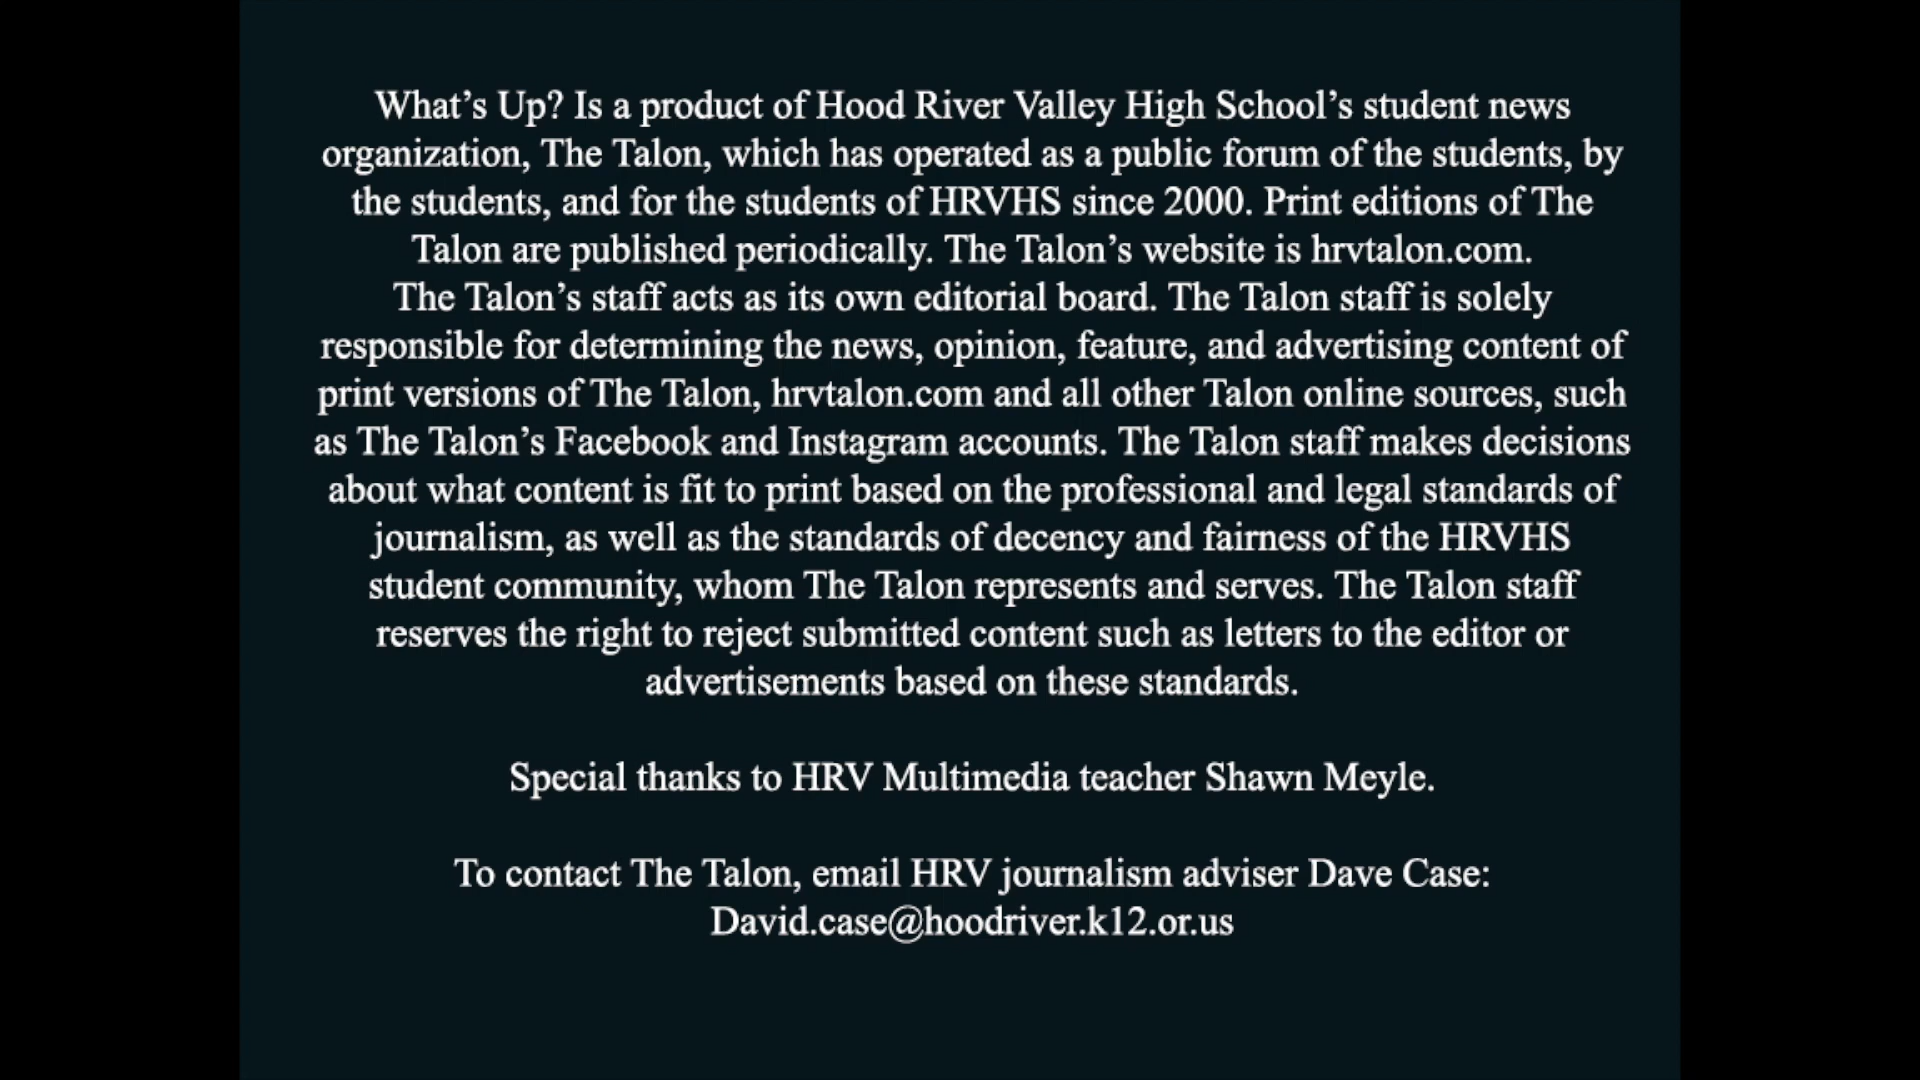 What’s Up? Is a product of Hood River Valley High School’s student news
organization, The Talon, which has operated as a public forum of the students, by
the students, and for the students of HRVHS since 2000. Print editions of The
Talon are published periodically. The Talon’s website is hrvtalon.com.
The Talon’s staff acts as its own editorial board. The Talon staff is solely
responsible for determining the news, opinion, feature, and advertising content of
print versions of The Talon, hrvtalon.com and all other Talon online sources, such
as The Talon’s Facebook and Instagram accounts. The Talon staff makes decisions
about what content is fit to print based on the professional and legal standards of
journalism, as well as the standards of decency and fairness of the HRVHS
student community, whom The Talon represents and serves. The Talon staff
reserves the right to reject submitted content such as letters to the editor or
advertisements based on these standards.
Special thanks to HRV Multimedia teacher Shawn Meyle.
To contact The Talon, email HRV journalism adviser Dave Case:
David.case@hoodriver.k12.or.us